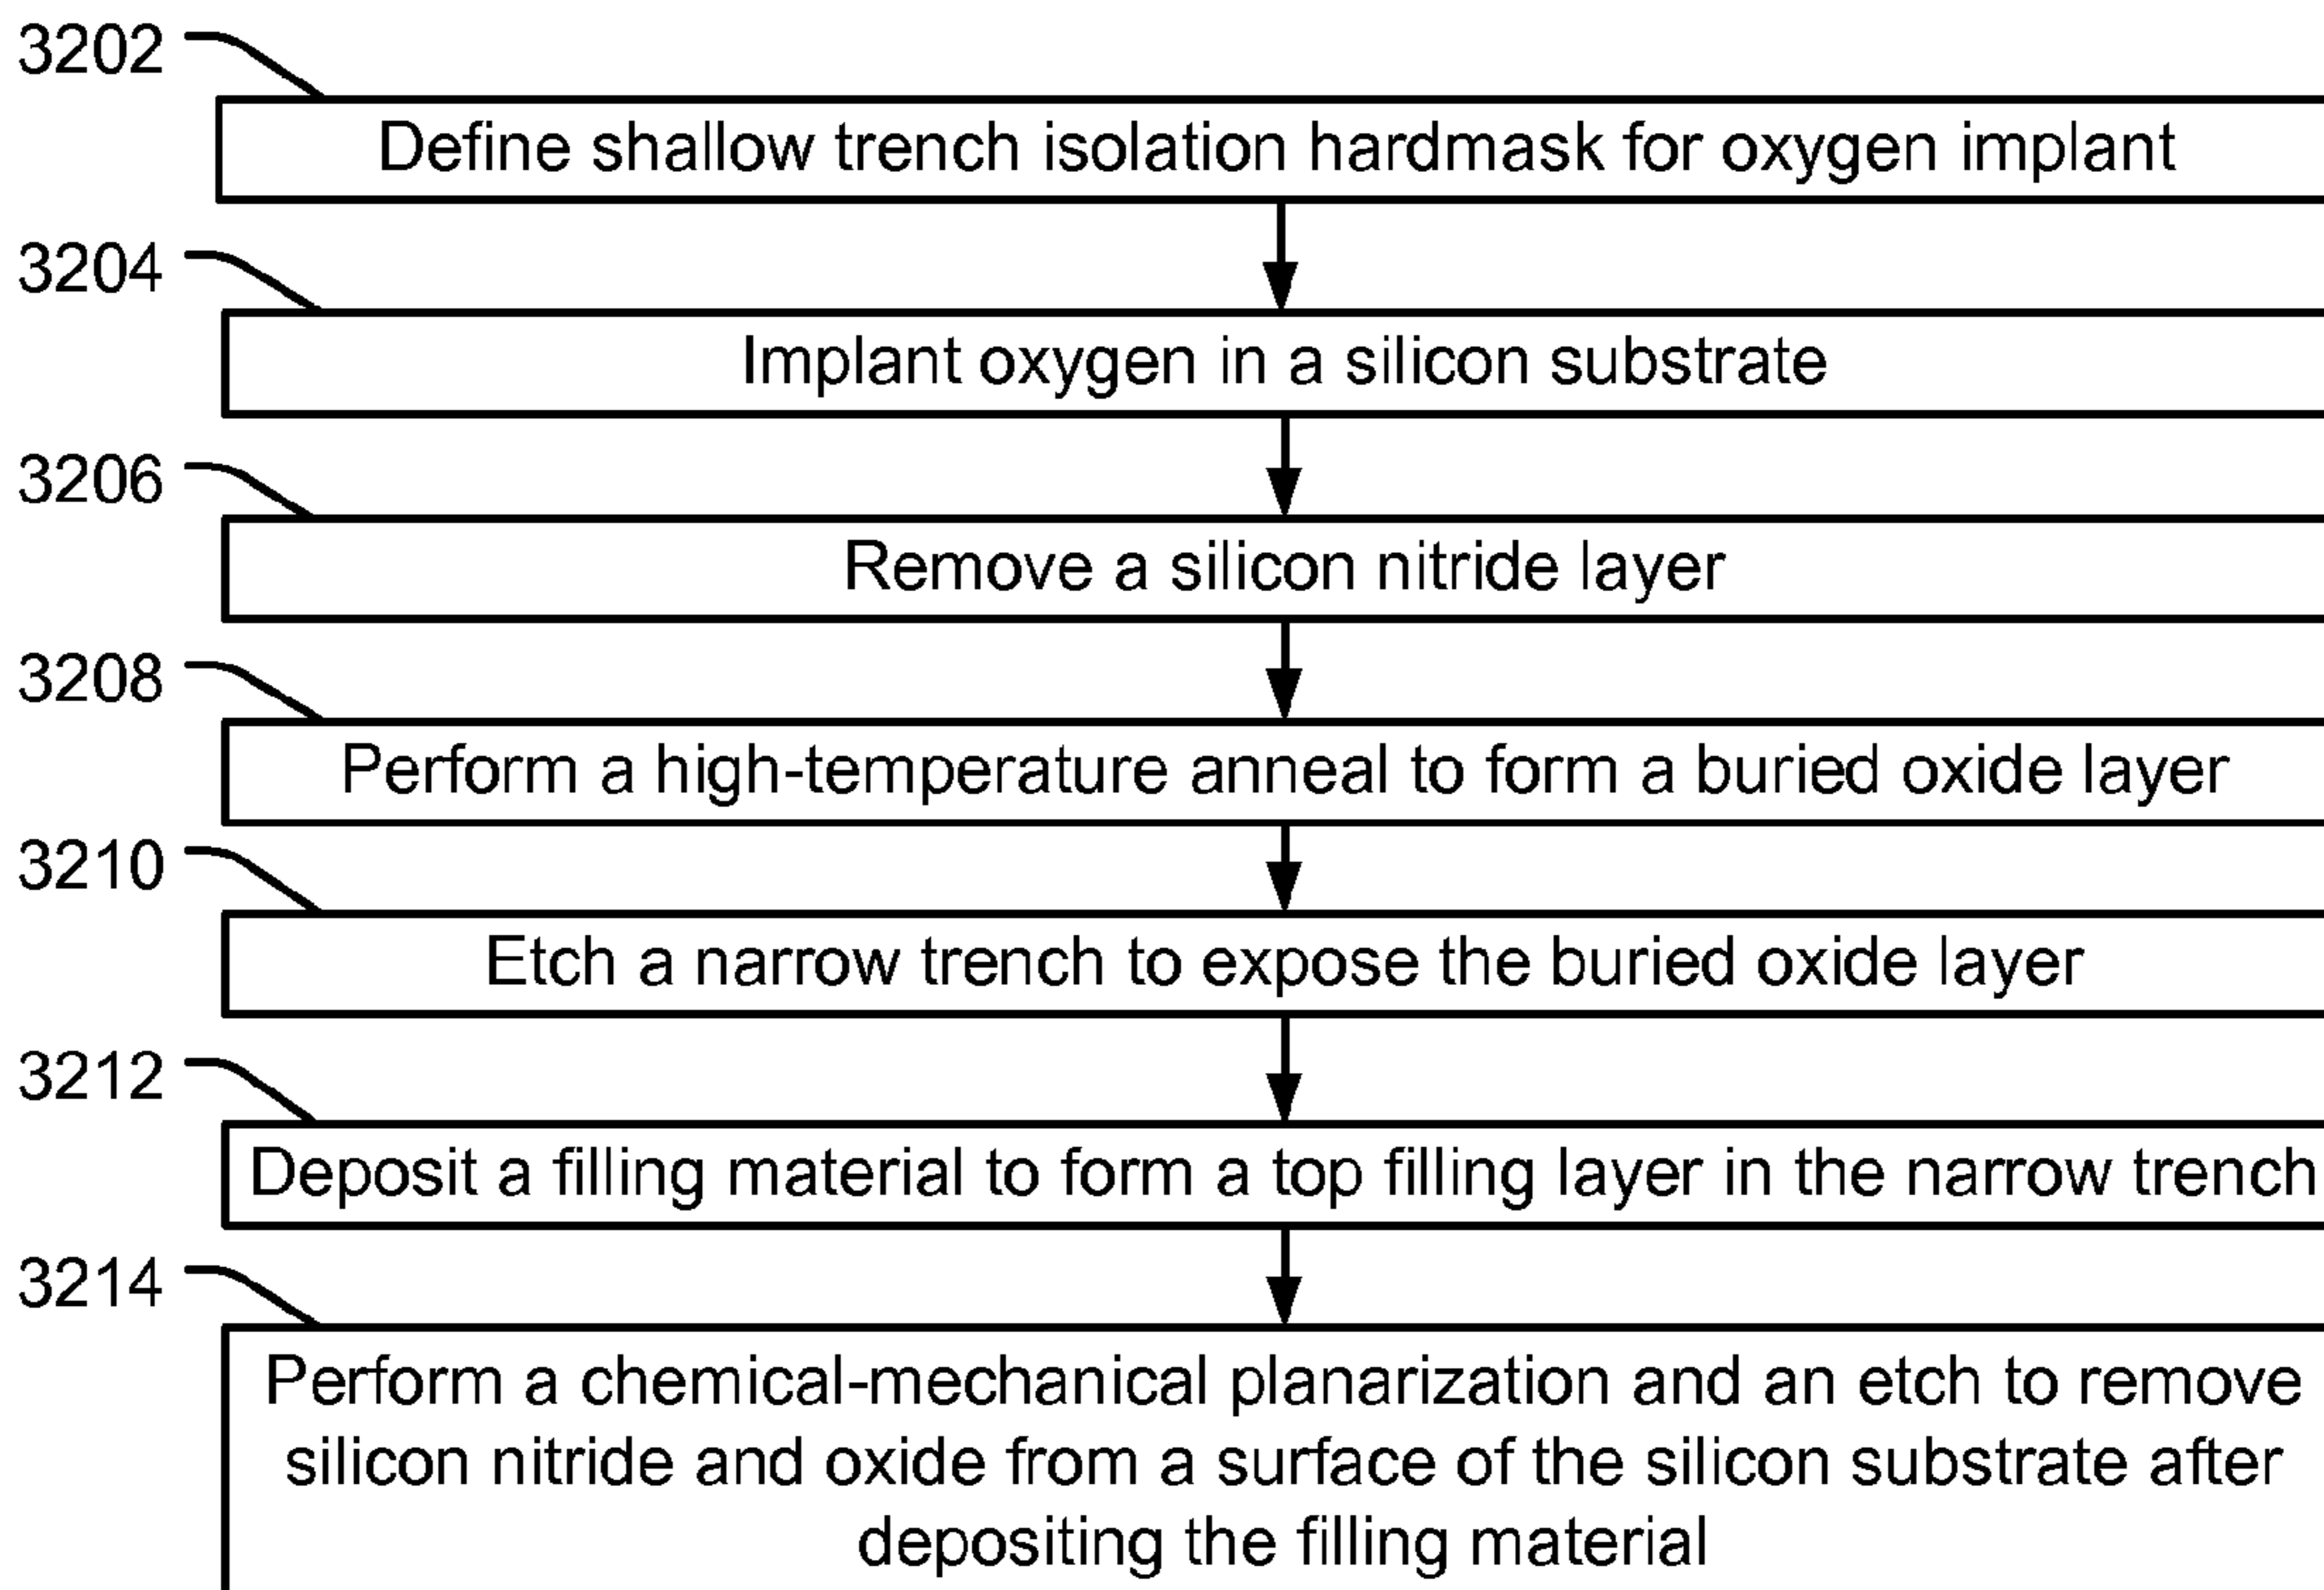 3202
Define shallow trench isolation hardmask for oxygen implant
3204
Implant oxygen in a silicon substrate
3206
Remove a silicon nitride layer
3208
Perform a high-temperature anneal to form a buried oxide layer
3210
Etch a narrow trench to expose the buried oxide layer
3212
Deposit a filling material to form a top filling layer in the narrow trench
3214
Perform a chemical-mechanical planarization and an etch to remove
silicon nitride and oxide from a surface of the silicon substrate after
depositing the filling material